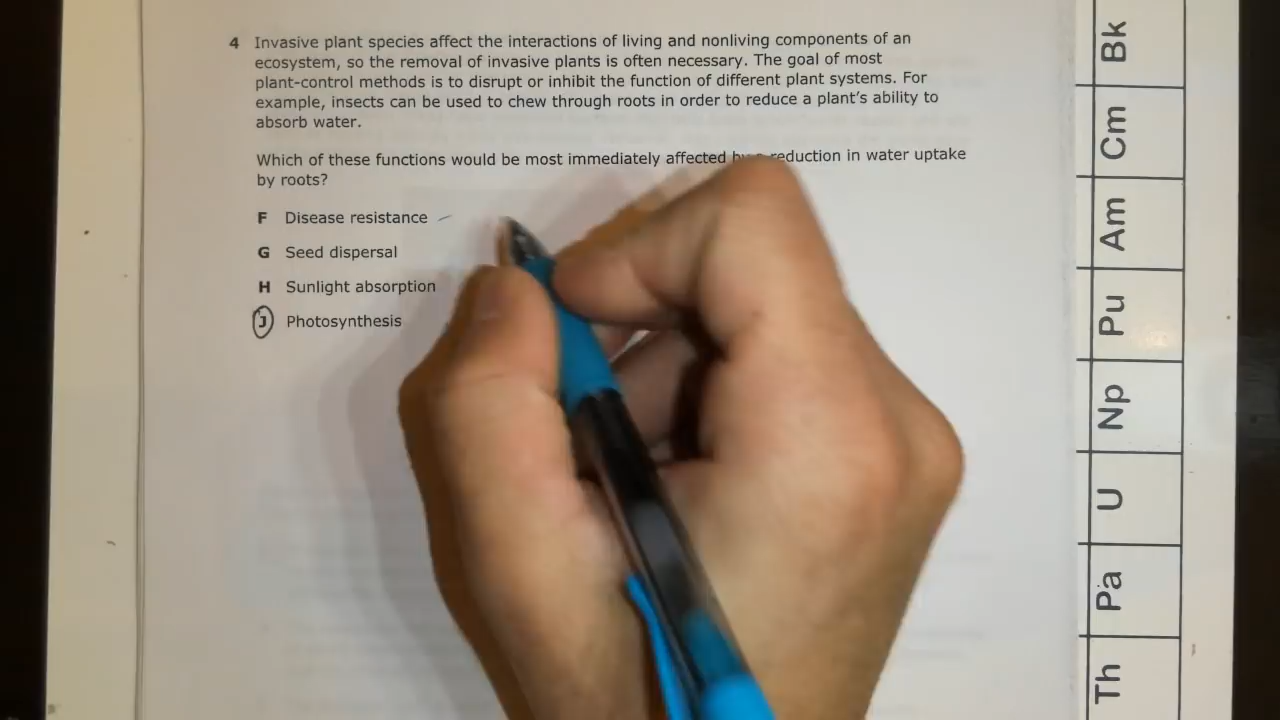 4 Invasive plant species affect the interactions of living and nonliving components of an
ecosystem, so the removal of invasive plants is often necessary. The goal of most
plant-control methods is to disrupt or inhibit the function of different plant systems. For
example, insects can be used to chew through roots in order to reduce a plant's ability to
absorb water.
Which of these functions would be most immediately affected reduction in water uptake
by roots?
F Disease resistance
G Seed dispersal
H Sunlight absorption
J Photosynthesis
Bk
Cm
Am
Pu
Np
U
Pa
Th